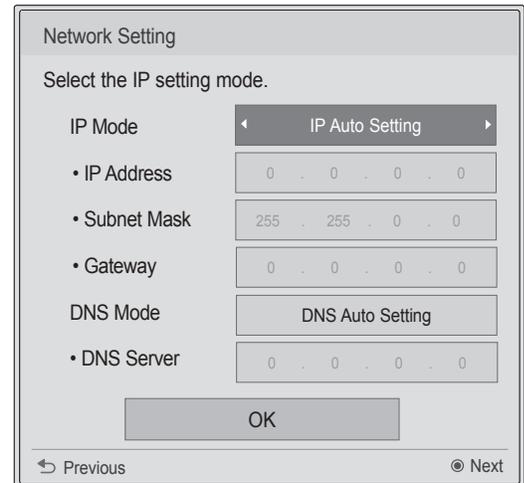 Network Setting
Select the IP setting mode.
IP Mode IP Auto Setting
• IP Address 0 . 0 . 0 . 0
• Subnet Mask 255 . 255 . 0 . 0
• Gateway 0 . 0 . 0 . 0
DNS Mode DNS Auto Setting
• DNS Server 0 . 0 . 0 . 0
OK
Previous Next